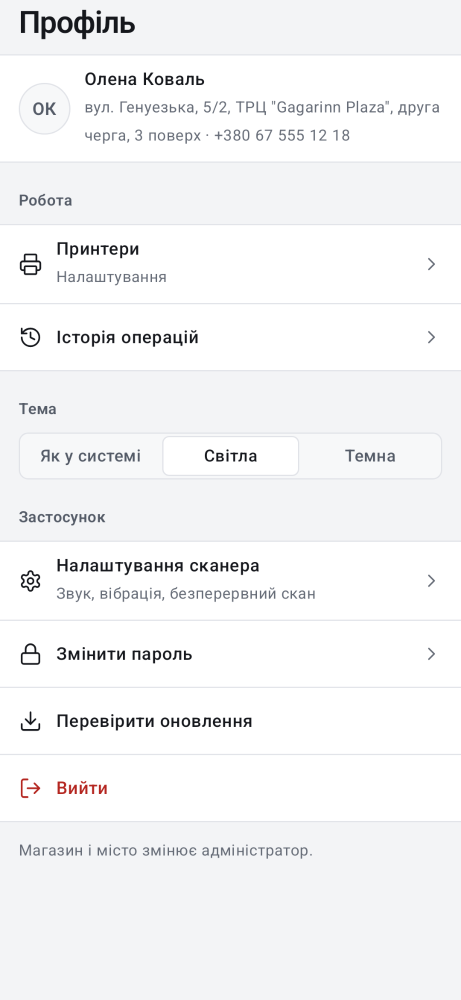 Профіль
ОК
Олена Коваль
вул. Генуезька, 5/2, ТРЦ "Gagarinn Plaza", друга
черга, 3 поверх · +380 67 555 12 18
Робота
Принтери
Налаштування
Історія операцій
Тема
Як у системі
Світла
Темна
Застосунок
Налаштування сканера
Звук, вібрація, безперервний скан
Змінити пароль
Перевірити оновлення
Вийти
Магазин і місто змінює адміністратор.